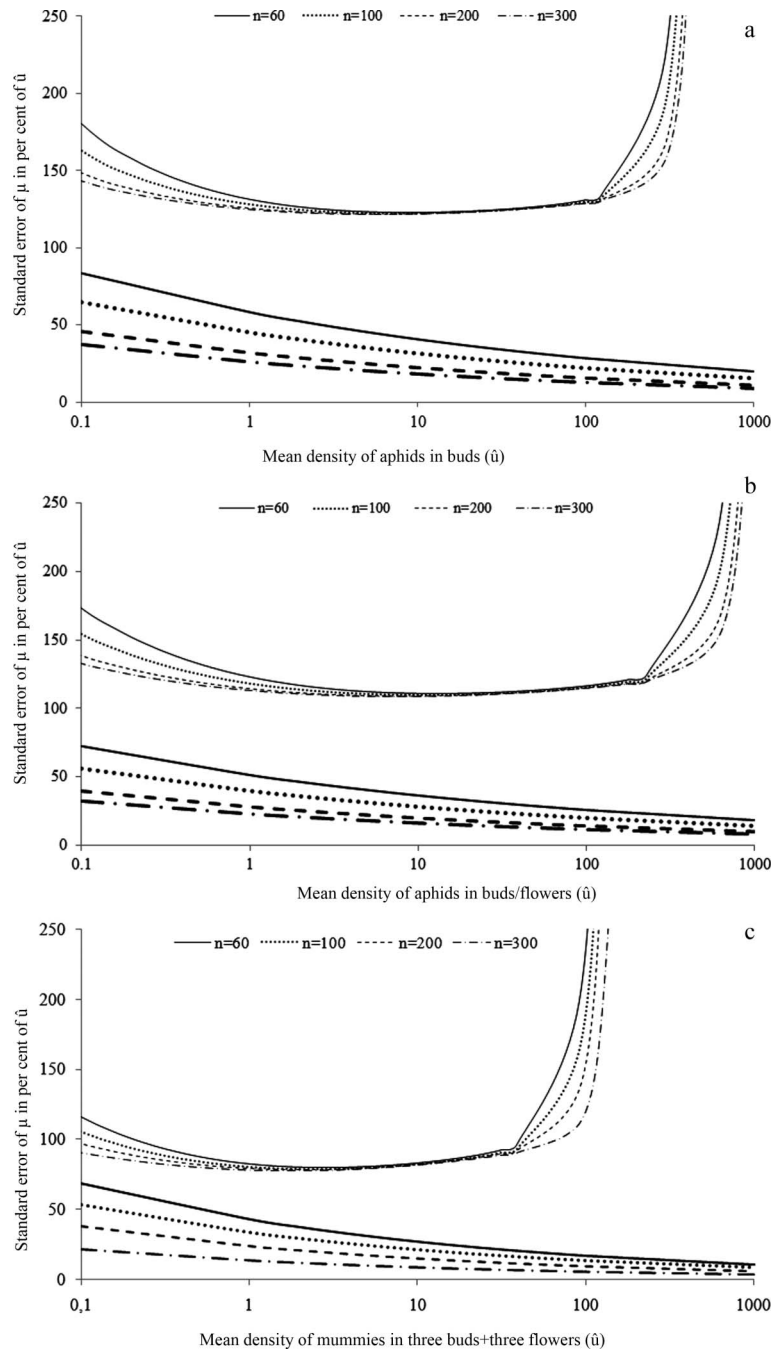 n=60 n=100 n=200 n=300
a
250
200
150
100
50
0
0.1 1 10 100 1000
Standard error of µ in per cent of û
Mean density of aphids in buds (û)
b
n=60 n=100 n=200 n=300
250
200
150
100
50
0
0.1 1 10 100 1000
Standard error of µ in per cent of û
Mean density of aphids in buds/flowers (û)
c
n=60 n=100 n=200 n=300
250
200
150
100
50
0
0,1 1 10 100 1000
Standard error of µ in per cent of û
Mean density of mummies in three buds+three flowers (û)